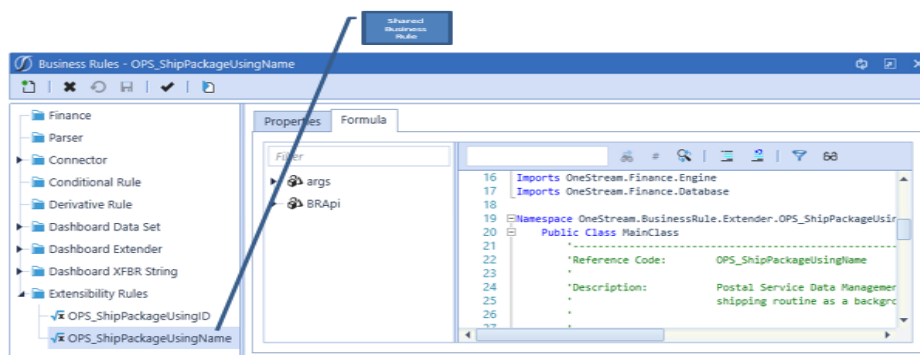 Shared
Business
Rule
Business Rules - OPS_ShipPackageUsingName
Finance
Parser
Connector
Conditional Rule
Derivative Rule
Dashboard Data Set
Dashboard Extender
Dashboard XFBR String
Extensibility Rules
OPS_ShipPackageUsingID
OPS_ShipPackageUsingName
Properties Formula
Filter
args
BRApi
16 Imports OneStream.Finance.Engine
17 Imports OneStream.Finance.Database
18
19 Namespace OneStream.BusinessRule.Extender.OPS_ShipPackageUsin
20 Public Class MainClass
21 '------------------------------------------------------------
22 'Reference Code: OPS_ShipPackageUsingName
23 '
24 'Description: Postal Service Data Managemen
25 ' shipping routine as a backgro
26 '
27 '